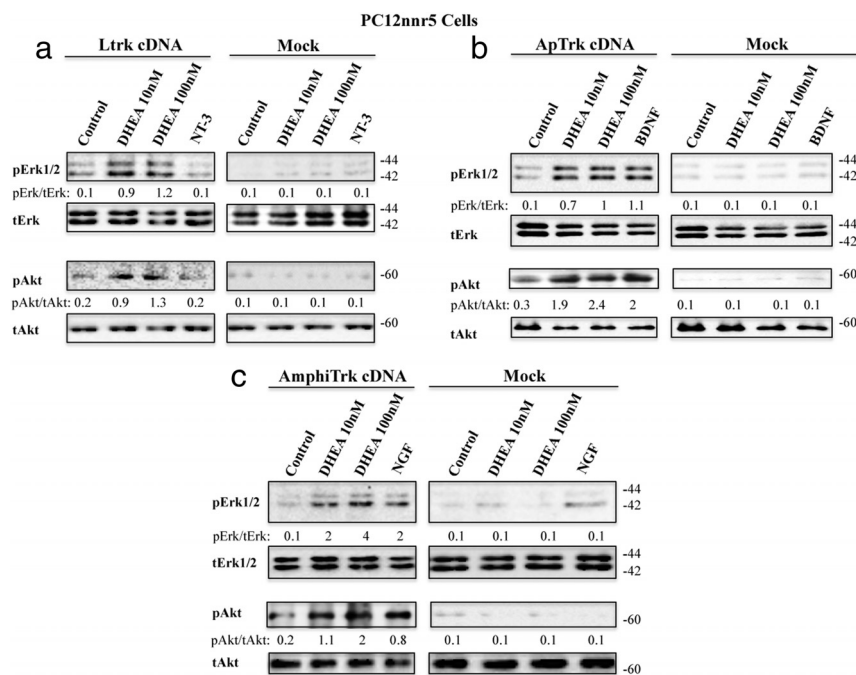 PC12nnr5 Cells
a
Ltrk cDNA Mock
Control DHEA 10nM DHEA 100nM NT-3 Control DHEA 10nM DHEA 100nM NT-3
pErk1/2 -44
-42
pErk/tErk: 0.1 0.9 1.2 0.1 0.1 0.1 0.1 0.1
tErk -44
-42
pAkt -60
pAkt/tAkt: 0.2 0.9 1.3 0.2 0.1 0.1 0.1 0.1
tAkt -60
b
ApTrk cDNA Mock
Control DHEA 10nM DHEA 100nM BDNF Control DHEA 10nM DHEA 100nM BDNF
pErk1/2 -44
-42
pErk/tErk: 0.1 0.7 1 1.1 0.1 0.1 0.1 0.1
tErk -44
-42
pAkt -60
pAkt/tAkt: 0.3 1.9 2.4 2 0.1 0.1 0.1 0.1
tAkt -60
c
AmphiTrk cDNA Mock
Control DHEA 10nM DHEA 100nM NGF Control DHEA 10nM DHEA 100nM NGF
pErk1/2 -44
-42
pErk/tErk: 0.1 2 4 2 0.1 0.1 0.1 0.1
tErk1/2 -44
-42
pAkt -60
pAkt/tAkt: 0.2 1.1 2 0.8 0.1 0.1 0.1 0.1
tAkt -60